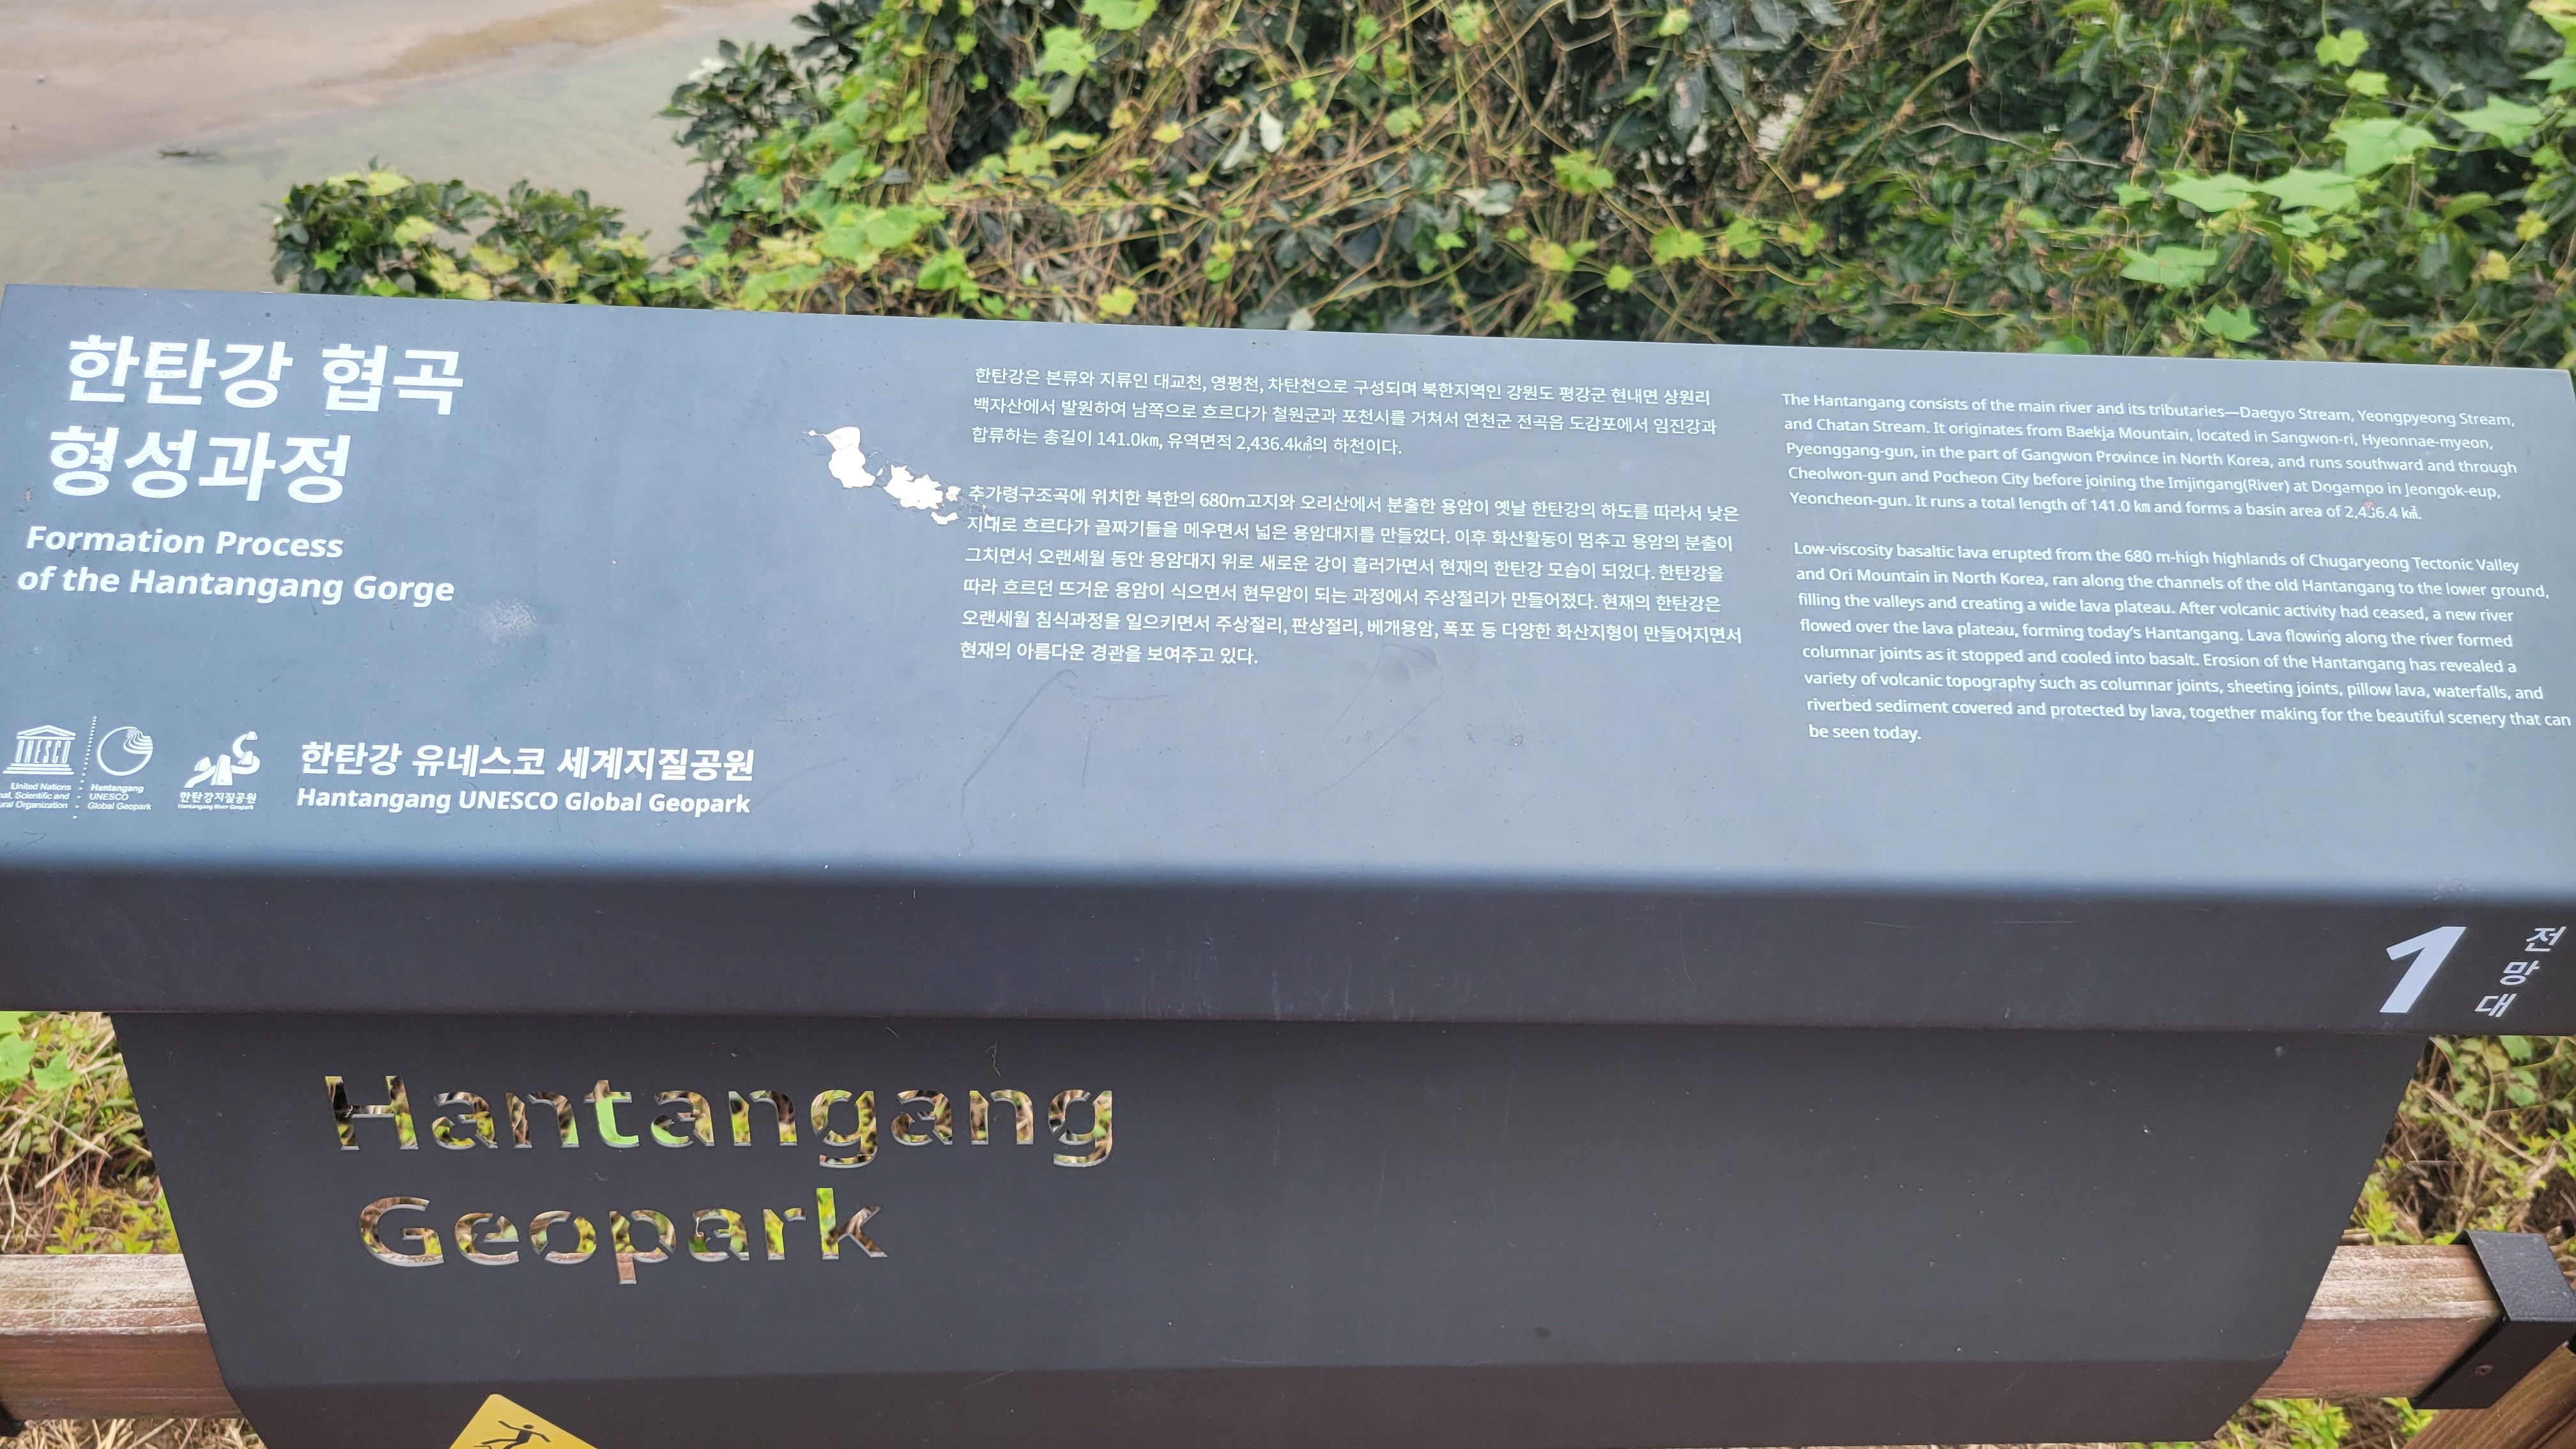 한탄강 협곡
형성과정
Formation Process
of the Hantangang Gorge
한탄강은 본류와 지류인 대교천, 영평천, 차탄천으로 구성되며 북한지역인 강원도 평강군 현내면 상원리
백자산에서 발원하여 남쪽으로 흐르다가 철원군과 포천시를 거쳐서 연천군 전곡읍 도감포에서 임진강과
합류하는 총길이 141.0㎞, 유역면적 2,436.4㎢의 하천이다.
추가령구조곡에 위치한 북한의 680m고지와 오리산에서 분출한 용암이 옛날 한탄강의 하도를 따라서 낮은
지대로 흐르다가 골짜기들을 메우면서 넓은 용암대지를 만들었다. 이후 화산활동이 멈추고 용암의 분출이
그치면서 오랜세월 동안 용암대지 위로 새로운 강이 흘러가면서 현재의 한탄강 모습이 되었다. 한탄강을
따라 흐르던 뜨거운 용암이 식으면서 현무암이 되는 과정에서 주상절리가 만들어졌다. 현재의 한탄강은
오랜세월 침식과정을 일으키면서 주상절리, 판상절리, 베개용암, 폭포 등 다양한 화산지형이 만들어지면서
현재의 아름다운 경관을 보여주고 있다.
The Hantangang consists of the main river and its tributaries—Daegyo Stream, Yeongpyeong Stream,
and Chatan Stream. It originates from Baekja Mountain, located in Sangwon-ri, Hyeonnae-myeon,
Pyeonggang-gun, in the part of Gangwon Province in North Korea, and runs southward and through
Cheolwon-gun and Pocheon City before joining the Imjingang(River) at Dogampo in Jeongok-eup,
Yeoncheon-gun. It runs a total length of 141.0 ㎞ and forms a basin area of 2,436.4 ㎢.
Low-viscosity basaltic lava erupted from the 680 m-high highlands of Chugaryeong Tectonic Valley
and Ori Mountain in North Korea, ran along the channels of the old Hantangang to the lower ground,
filling the valleys and creating a wide lava plateau. After volcanic activity had ceased, a new river
flowed over the lava plateau, forming today's Hantangang. Lava flowing along the river formed
columnar joints as it stopped and cooled into basalt. Erosion of the Hantangang has revealed a
variety of volcanic topography such as columnar joints, sheeting joints, pillow lava, waterfalls, and
riverbed sediment covered and protected by lava, together making for the beautiful scenery that can
be seen today.
UNESCO
United Nations
Scientific and
Organization
Hantangang
UNESCO
Global Geopark
한탄강지질공원
Hantangang River Geopark
한탄강 유네스코 세계지질공원
Hantangang UNESCO Global Geopark
1
전망대
Hantangang
Geopark